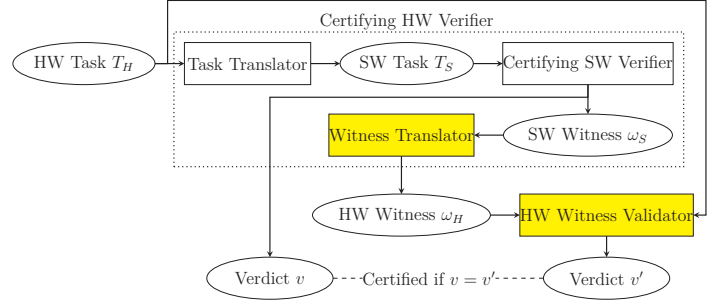 Certifying HW Verifier
HW Task T_H
Task Translator
SW Task T_S
Certifying SW Verifier
Witness Translator
SW Witness ω_S
HW Witness ω_H
HW Witness Validator
Verdict v
Certified if v = v′
Verdict v′